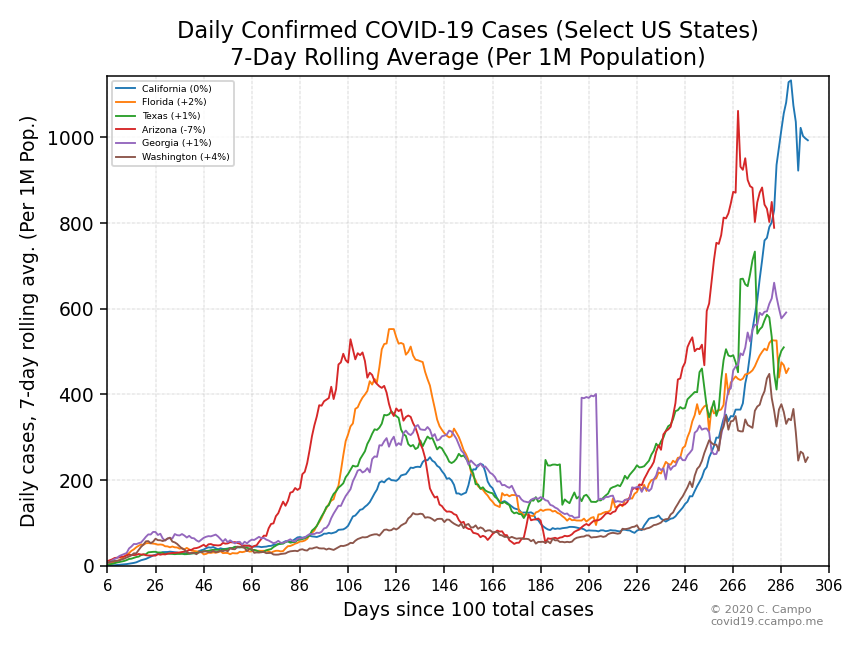 Daily Confirmed COVID-19 Cases (Select US States)
7-Day Rolling Average (Per 1M Population)
Daily cases, 7-day rolling avg. (Per 1M Pop.)
California (0%)
Florida (+2%)
Texas (+1%)
Arizona (-7%)
Georgia (+1%)
Washington (+4%)
1000
800
600
400
200
0
6 26 46 66 86 106 126 146 166 186 206 226 246 266 286 306
Days since 100 total cases
© 2020 C. Campo
covid19.ccampo.me